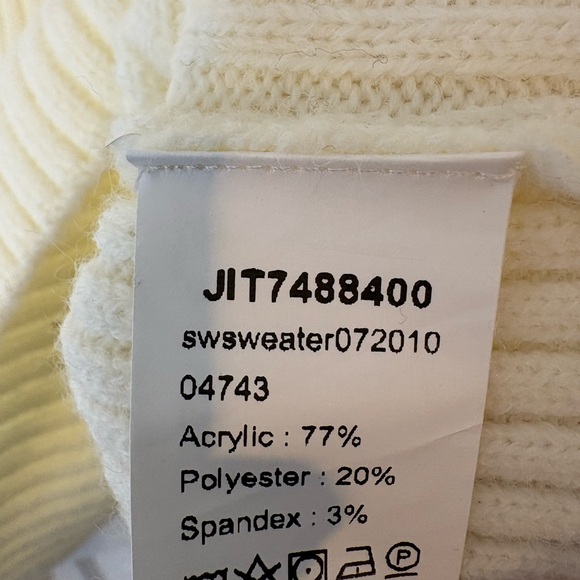 JIT7488400
swsweater072010
04743
Acrylic : 77%
Polyester : 20%
Spandex : 3%
P